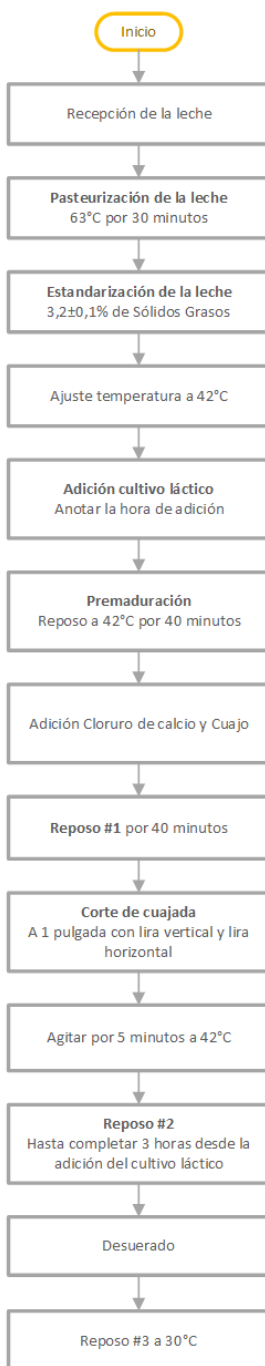 Inicio
Recepción de la leche
Pasteurización de la leche
63°C por 30 minutos
Estandarización de la leche
3,2±0,1% de Sólidos Grasos
Ajuste temperatura a 42°C
Adición cultivo láctico
Anotar la hora de adición
Premaduración
Reposo a 42°C por 40 minutos
Adición Cloruro de calcio y Cuajo
Reposo #1 por 40 minutos
Corte de cuajada
A 1 pulgada con lira vertical y lira
horizontal
Agitar por 5 minutos a 42°C
Reposo #2
Hasta completar 3 horas desde la
adición del cultivo láctico
Desuerado
Reposo #3 a 30°C